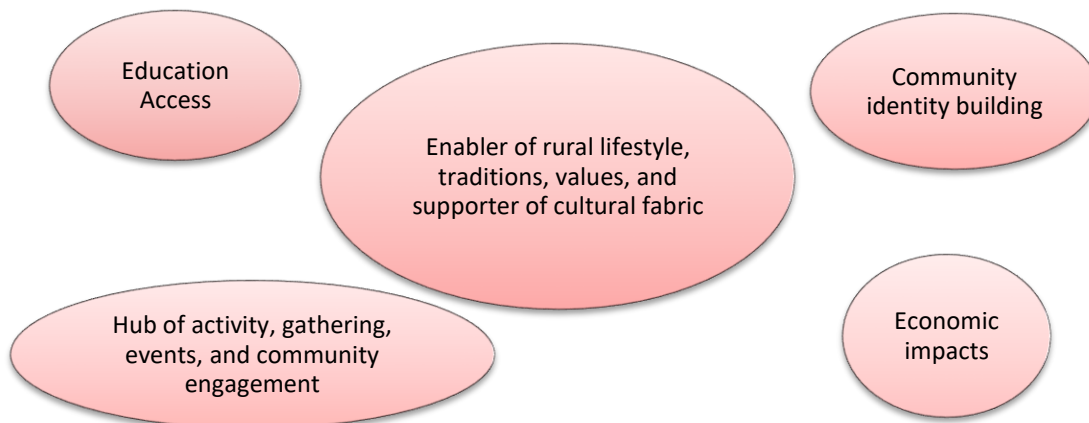 Education
Access
Enabler of rural lifestyle,
traditions, values, and
supporter of cultural fabric
Community
identity building
Hub of activity, gathering,
events, and community
engagement
Economic
impacts